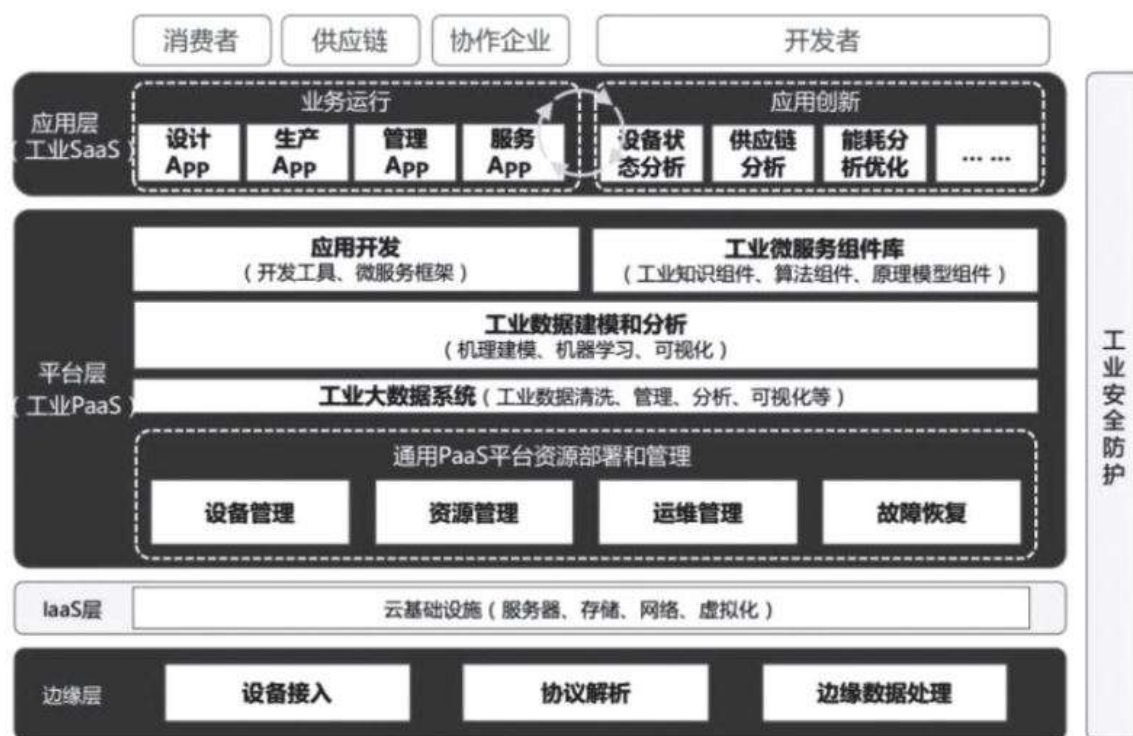 消费者 供应链 协作企业 开发者
业务运行 应用创新
应用层
（工业SaaS）
设计 生产 管理 服务 设备状 供应链 能耗分 … …
APP APP APP APP 态分析 分析 析优化
应用开发 工业微服务组件库
（开发工具、微服务框架） （工业知识组件、算法组件、原理模型组件）
工业数据建模和分析
（机理建模、机器学习、可视化）
平台层
（工业PaaS）
工业大数据系统（工业数据清洗、管理、分析、可视化等）
通用PaaS平台资源部署和管理
设备管理 资源管理 运维管理 故障恢复
IaaS层 云基础设施（服务器、存储、网络、虚拟化）
边缘层 设备接入 协议解析 边缘数据处理
工业安全防护